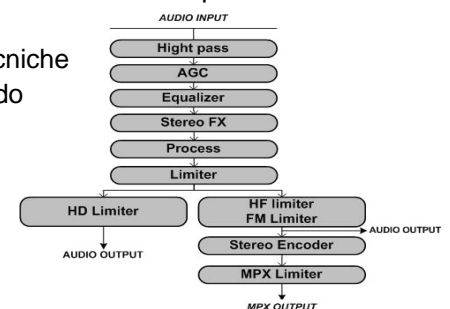 AUDIO INPUT
Hight pass
cniche
AGC
do
Equalizer
Stereo FX
Process
Limiter
HD Limiter
HF limiter
FM Limiter
AUDIO OUTPUT
AUDIO OUTPUT
Stereo Encoder
MPX Limiter
MPX OUTPUT